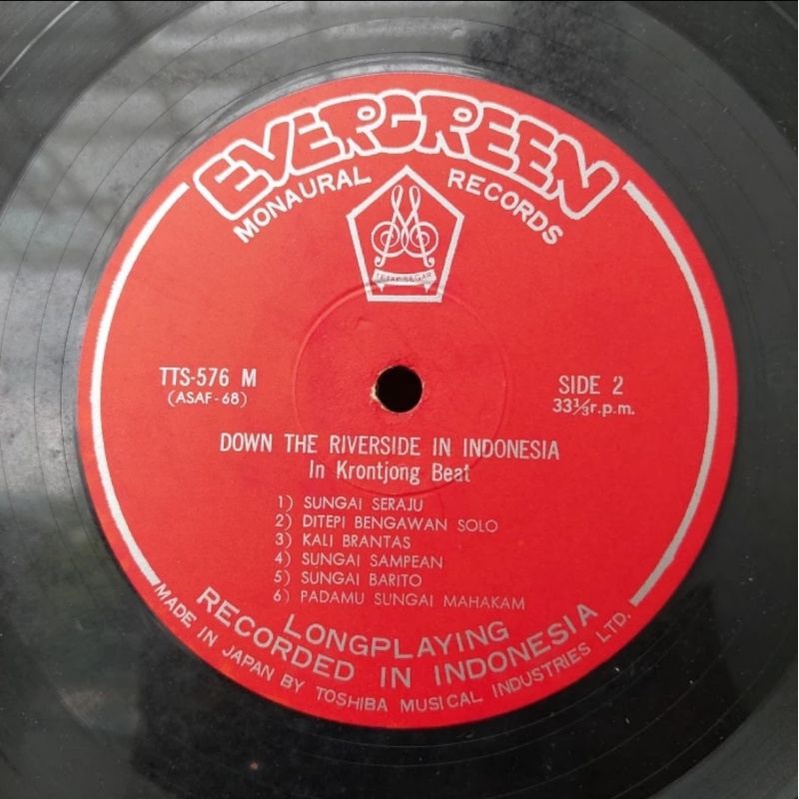 EVERGREEN
MONAURAL RECORDS
TETAP SEGAR
TTS-576 M
(ASAF-68)
SIDE 2
33⅓r.p.m.
DOWN THE RIVERSIDE IN INDONESIA
In Krontjong Beat
1) SUNGAI SERAJU
2) DITEPI BENGAWAN SOLO
3) KALI BRANTAS
4) SUNGAI SAMPEAN
5) SUNGAI BARITO
6) PADAMU SUNGAI MAHAKAM
LONGPLAYING
RECORDED IN INDONESIA
MADE IN JAPAN BY TOSHIBA MUSICAL INDUSTRIES LTD.